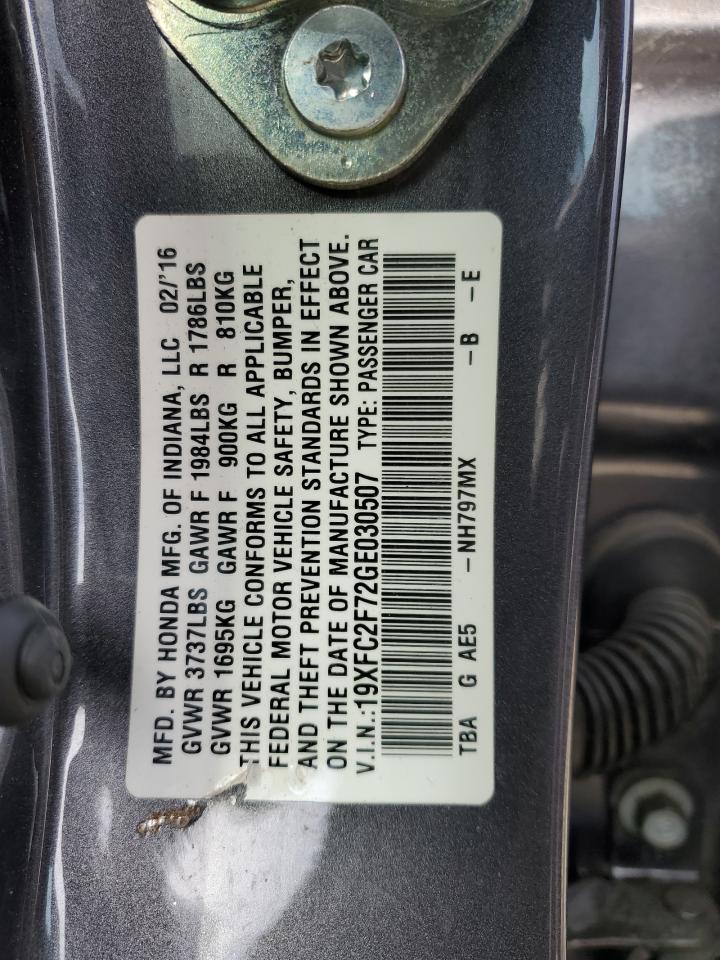 MFD. BY HONDA MFG. OF INDIANA, LLC 02/'16
GVWR 3737LBS GAWR F 1984LBS R 1786LBS
GVWR 1695KG GAWR F 900KG R 810KG
THIS VEHICLE CONFORMS TO ALL APPLICABLE
FEDERAL MOTOR VEHICLE SAFETY, BUMPER,
AND THEFT PREVENTION STANDARDS IN EFFECT
ON THE DATE OF MANUFACTURE SHOWN ABOVE.
V.I.N.:19XFC2F72GE030507 TYPE: PASSENGER CAR
TBA G AE5 -NH797MX -B -E